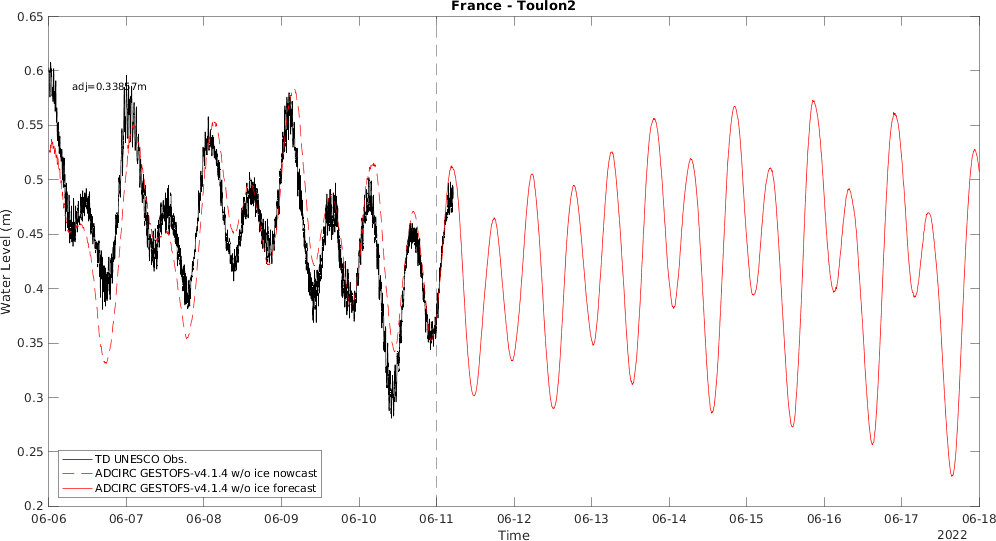 France - Toulon2
0.65
0.6
0.55
0.5
0.45
0.4
0.35
0.3
0.25
0.2
Water Level (m)
adj=0.33857m
TD UNESCO Obs.
ADCIRC GESTOFS-v4.1.4 w/o ice nowcast
ADCIRC GESTOFS-v4.1.4 w/o ice forecast
06-06 06-07 06-08 06-09 06-10 06-11 06-12 06-13 06-14 06-15 06-16 06-17 06-18
Time
2022